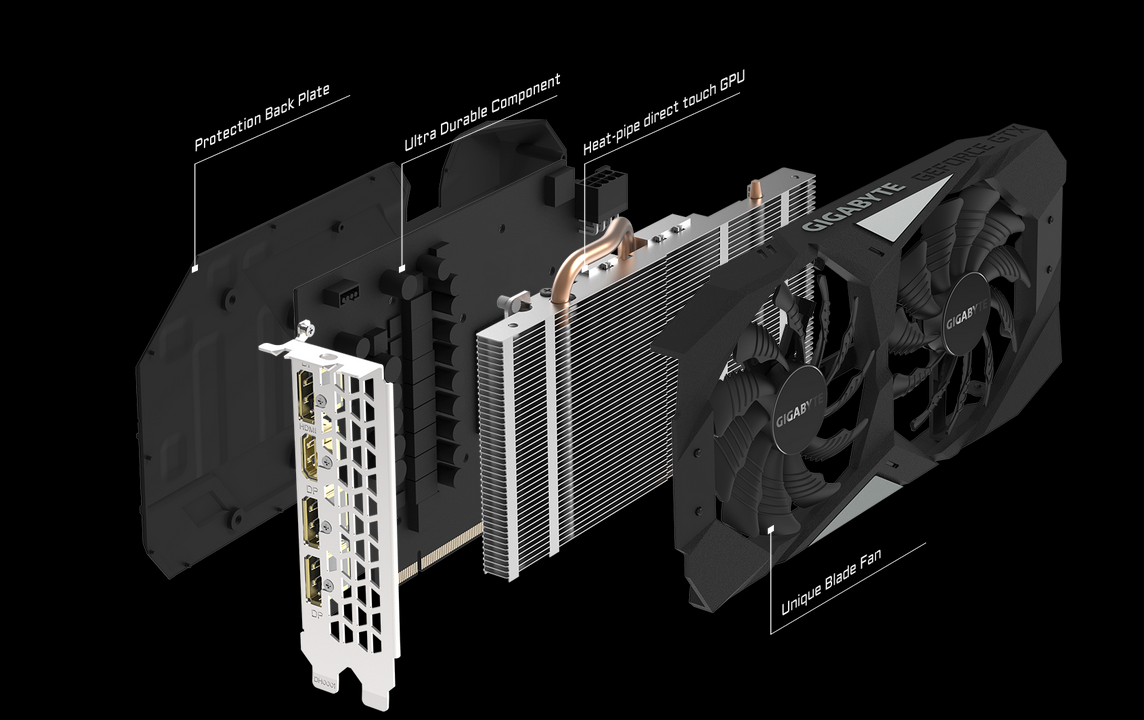 Protection Back Plate
Ultra Durable Component
Heat-pipe direct touch GPU
GIGABYTE
GEFORCE GTX
GIGABYTE
GIGABYTE
HDMI
DP
DP
Unique Blade Fan